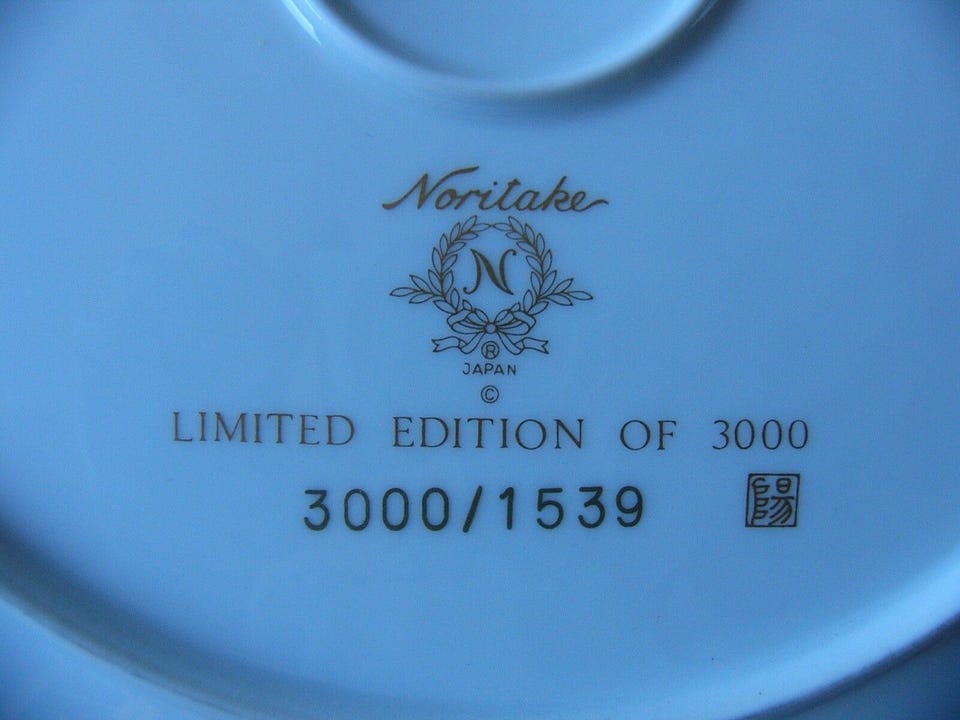 Noritake
N
®
JAPAN
©
LIMITED EDITION OF 3000
3000/1539 陽